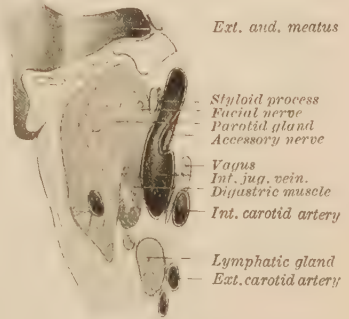 Ext. and. meatus
Styloid process
Facial nerve
Parotid gland
Accessory nerve
Vagus
Int. jug. vein.
Digastric muscle
Int. carotid artery
Lymphatic gland
Ext. carotid artery